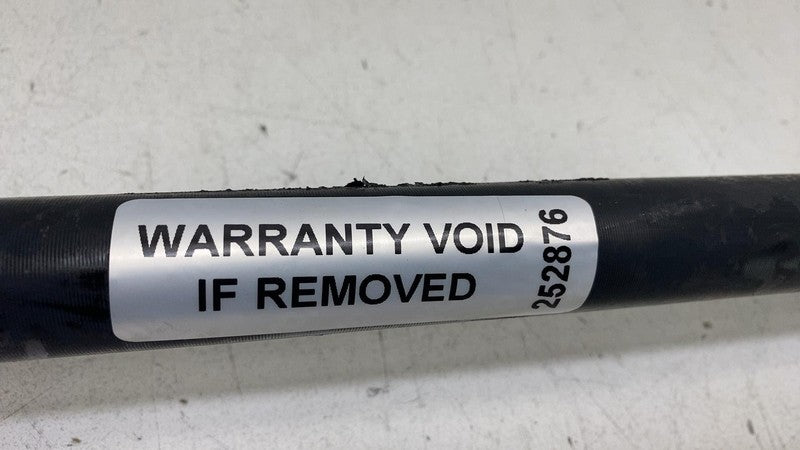 WARRANTY VOID
IF REMOVED
252876